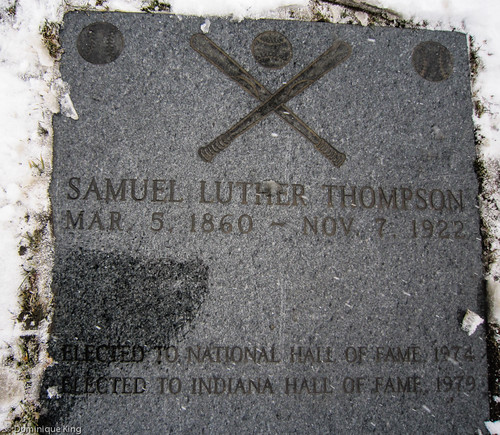 SAMUEL LUTHER THOMPSON
MAR. 5, 1860 - NOV. 7, 1922
ELECTED TO NATIONAL HALL OF FAME, 1974
ELECTED TO INDIANA HALL OF FAME, 1979
© Dominique King